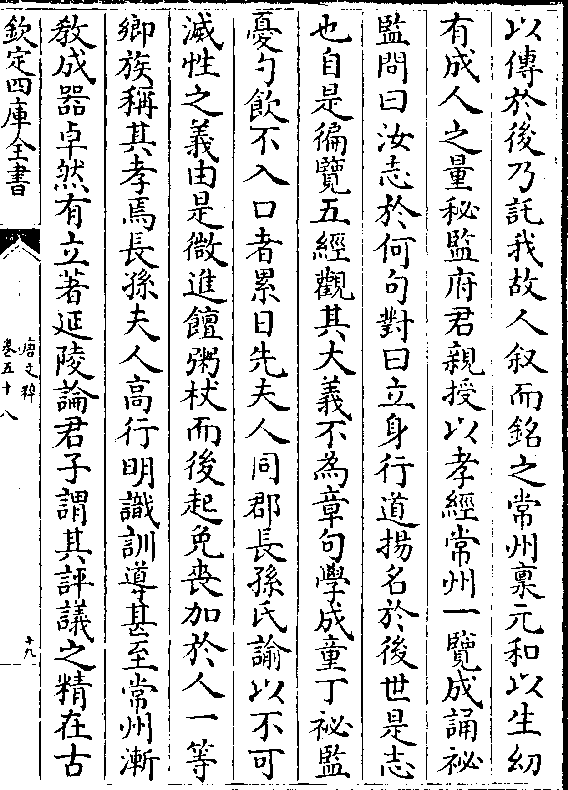 以傳於後乃託我故人叙而銘之常州稟元和以生幼
有成人之量秘監府君親授以孝經常州一覽成誦祕
監問曰汝志於何句對曰立身行道揚名於後世是志
也自是徧覽五經觀其大義不為章句學成童丁祕監
憂勺飲不入口者累日先夫人同郡長孫氏諭以不可
滅性之義由是微進饘粥杖而後起免喪加於人一等
鄉族稱其孝焉長孫夫人高行明識訓導甚至常州漸
教成器卓然有立著延陵論君子謂其評議之精在古
欽定四庫全書
唐文粹
卷五十八
十九